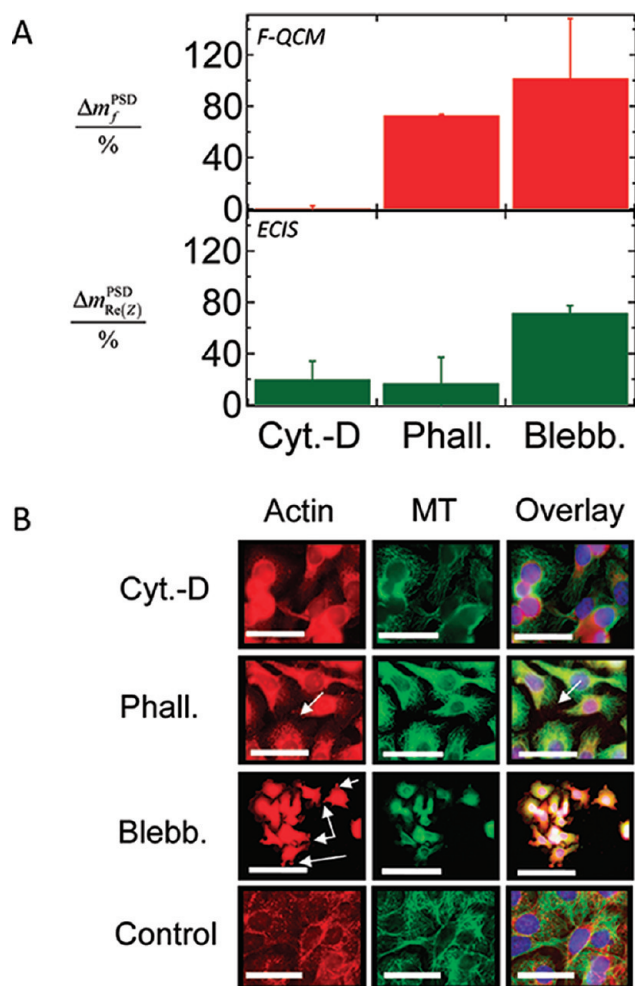 A
F-QCM
120
80
40
0
Δm_f^PSD
%
ECIS
120
80
40
0
Δm_Re(Z)^PSD
%
Cyt.-D Phall. Blebb.
B
Actin MT Overlay
Cyt.-D
Phall.
Blebb.
Control